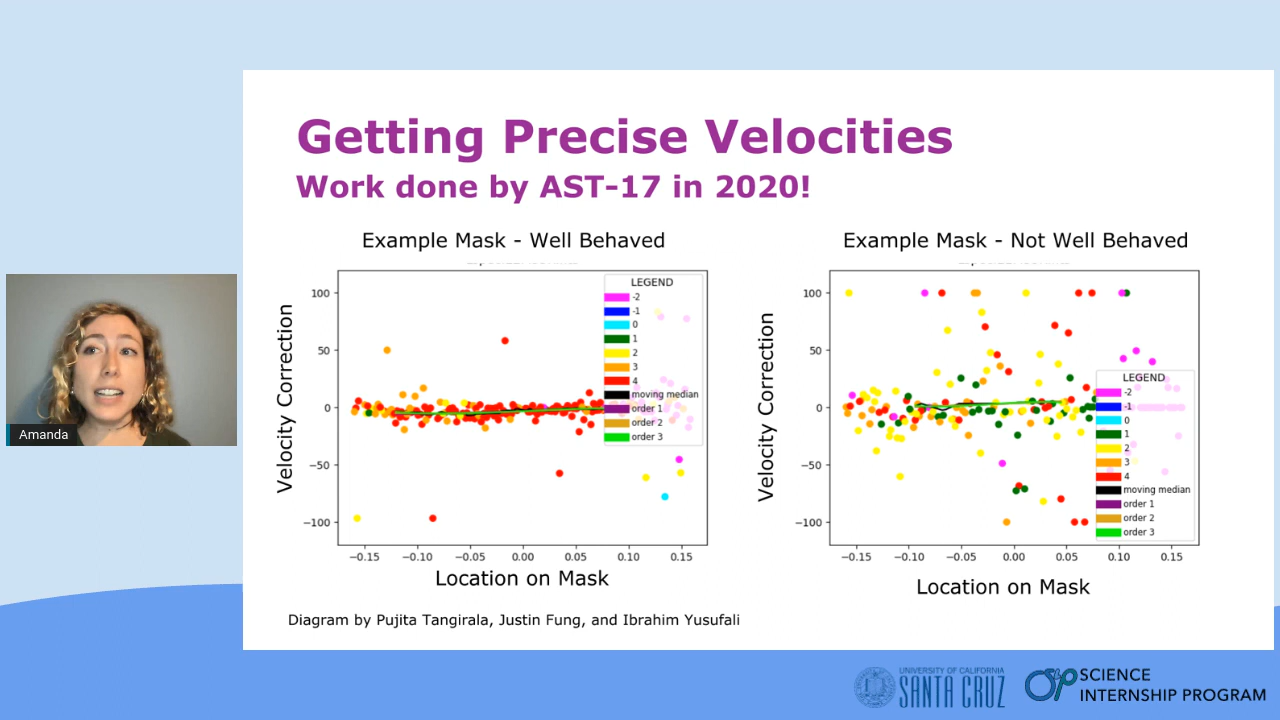 Getting Precise Velocities
Work done by AST-17 in 2020!
Example Mask - Well Behaved
Velocity Correction
100
50
0
−50
−100
−0.15 −0.10 −0.05 0.00 0.05 0.10 0.15
Location on Mask
LEGEND
-2
-1
0
1
2
3
4
moving median
order 1
order 2
order 3
Example Mask - Not Well Behaved
Velocity Correction
100
50
0
−50
−100
−0.15 −0.10 −0.05 0.00 0.05 0.10 0.15
Location on Mask
LEGEND
-2
-1
0
1
2
3
4
moving median
order 1
order 2
order 3
Diagram by Pujita Tangirala, Justin Fung, and Ibrahim Yusufali
Amanda
UNIVERSITY OF CALIFORNIA
SANTA CRUZ
SCIENCE
INTERNSHIP PROGRAM